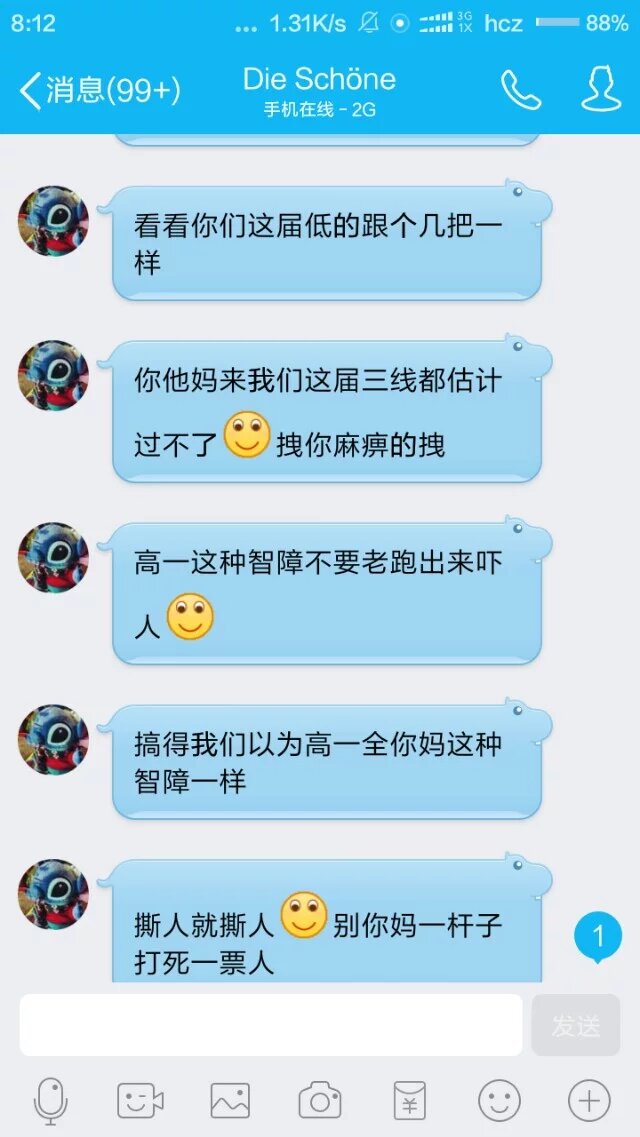 8:12 ... 1.31K/s 3G 1X hcz 88%
消息(99+)
Die Schöne
手机在线 - 2G
看看你们这届低的跟个几把一
样
你他妈来我们这届三线都估计
过不了 拽你麻痹的拽
高一这种智障不要老跑出来吓
人
搞得我们以为高一全你妈这种
智障一样
撕人就撕人 别你妈一杆子
打死一票人
1
发送
¥